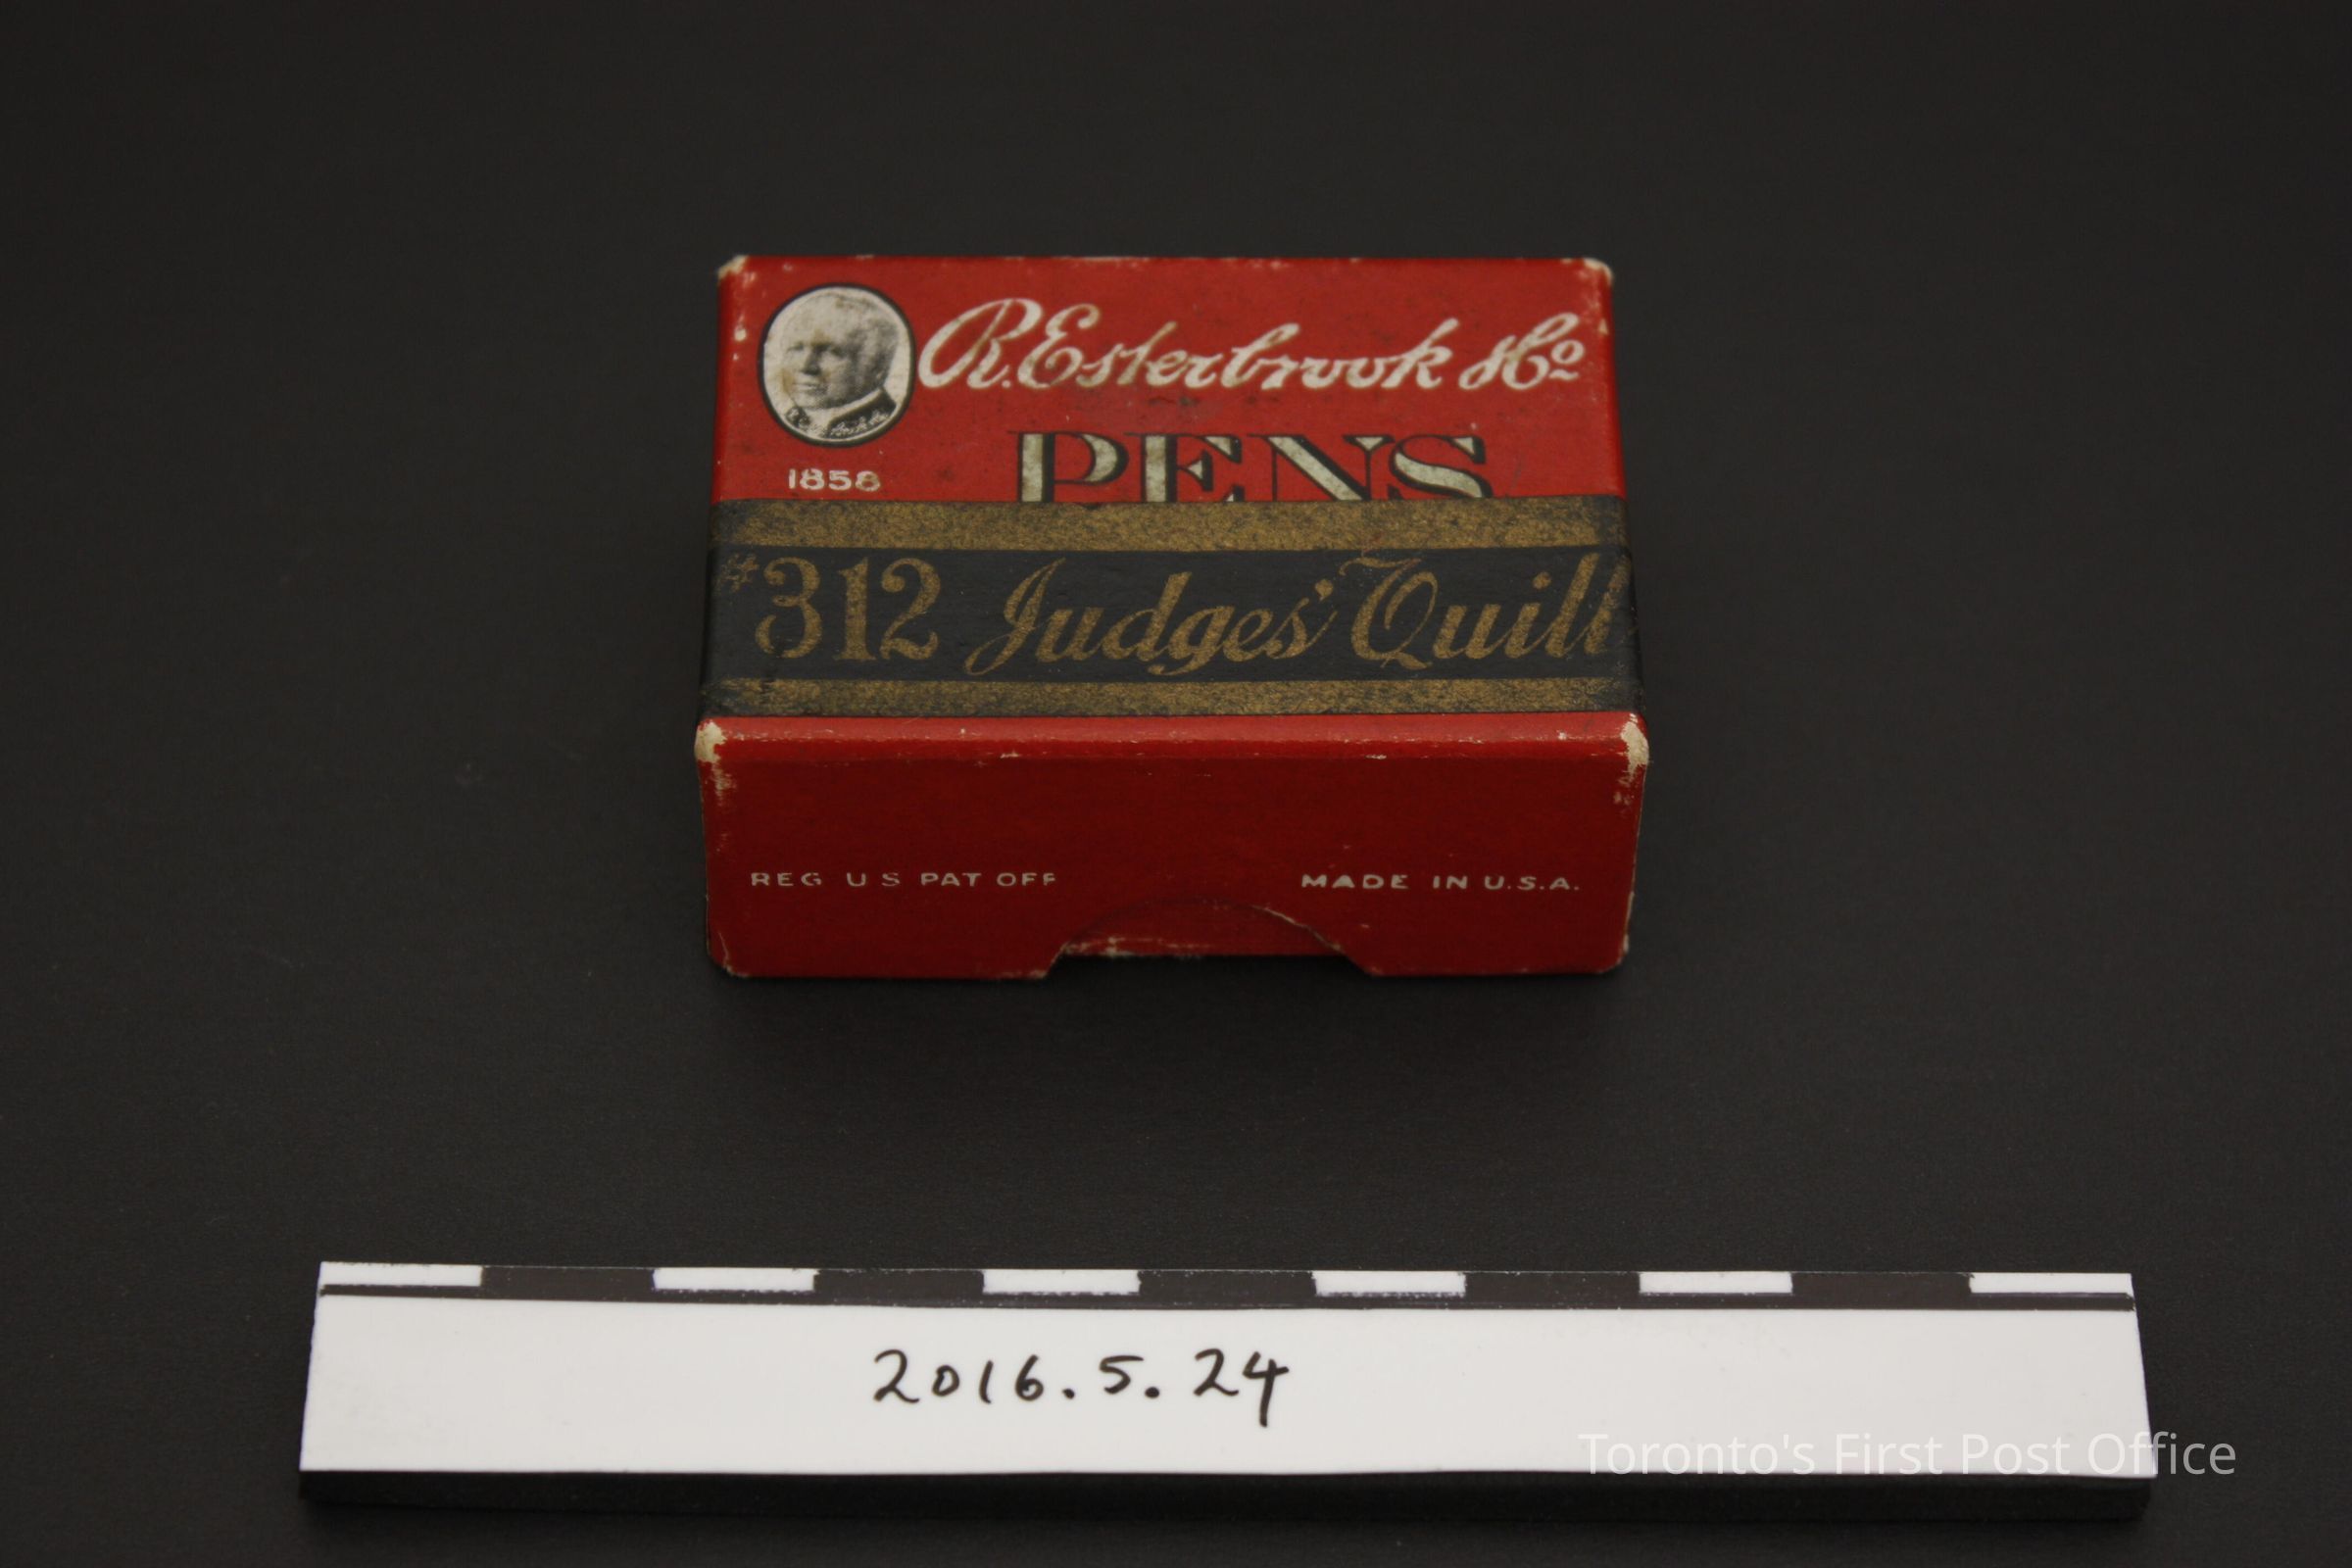 R. Esterbrook & Co
PENS
1858
#312 Judges' Quill
REG U S PAT OFF
MADE IN U.S.A.
2016.5.24
Toronto's First Post Office